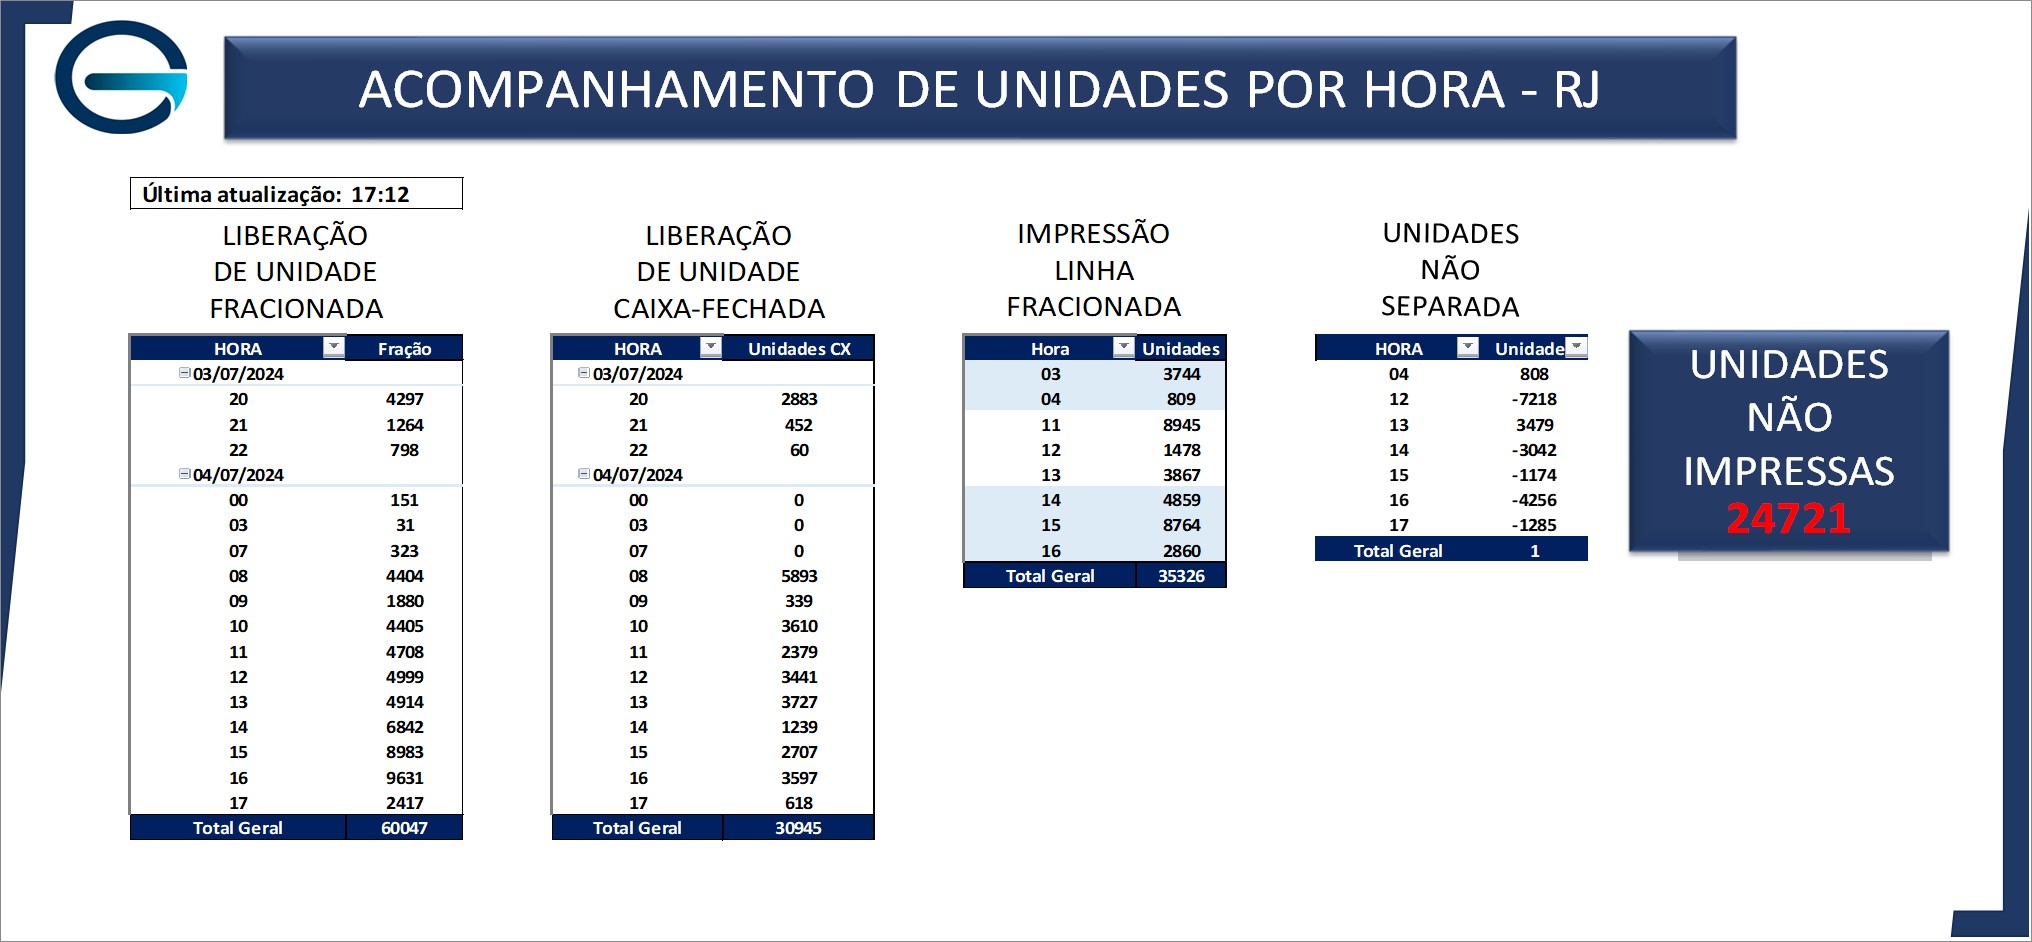 ACOMPANHAMENTO DE UNIDADES POR HORA - RJ
Última atualização: 17:12
LIBERAÇÃO
DE UNIDADE
FRACIONADA
HORA Fração
03/07/2024
20 4297
21 1264
22 798
04/07/2024
00 151
03 31
07 323
08 4404
09 1880
10 4405
11 4708
12 4999
13 4914
14 6842
15 8983
16 9631
17 2417
Total Geral 60047
LIBERAÇÃO
DE UNIDADE
CAIXA-FECHADA
HORA Unidades CX
03/07/2024
20 2883
21 452
22 60
04/07/2024
00 0
03 0
07 0
08 5893
09 339
10 3610
11 2379
12 3441
13 3727
14 1239
15 2707
16 3597
17 618
Total Geral 30945
IMPRESSÃO
LINHA
FRACIONADA
Hora Unidades
03 3744
04 809
11 8945
12 1478
13 3867
14 4859
15 8764
16 2860
Total Geral 35326
UNIDADES
NÃO
SEPARADA
HORA Unidade
04 808
12 -7218
13 3479
14 -3042
15 -1174
16 -4256
17 -1285
Total Geral 1
UNIDADES
NÃO
IMPRESSAS
24721